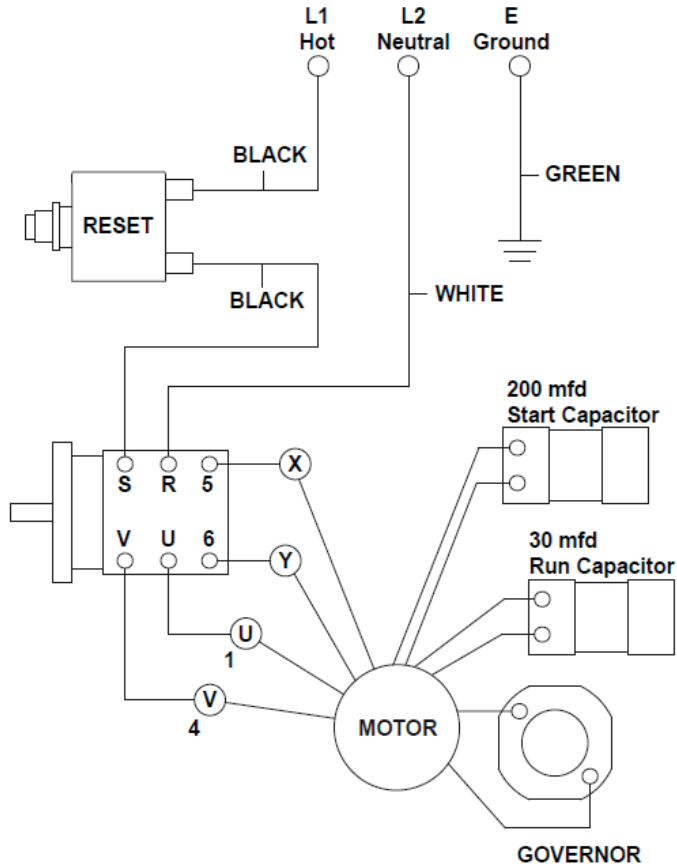 L1
Hot
L2
Neutral
E
Ground
BLACK
GREEN
RESET
BLACK
WHITE
200 mfd
Start Capacitor
S R 5
X
V U 6
Y
30 mfd
Run Capacitor
U
1
V
4
MOTOR
GOVERNOR